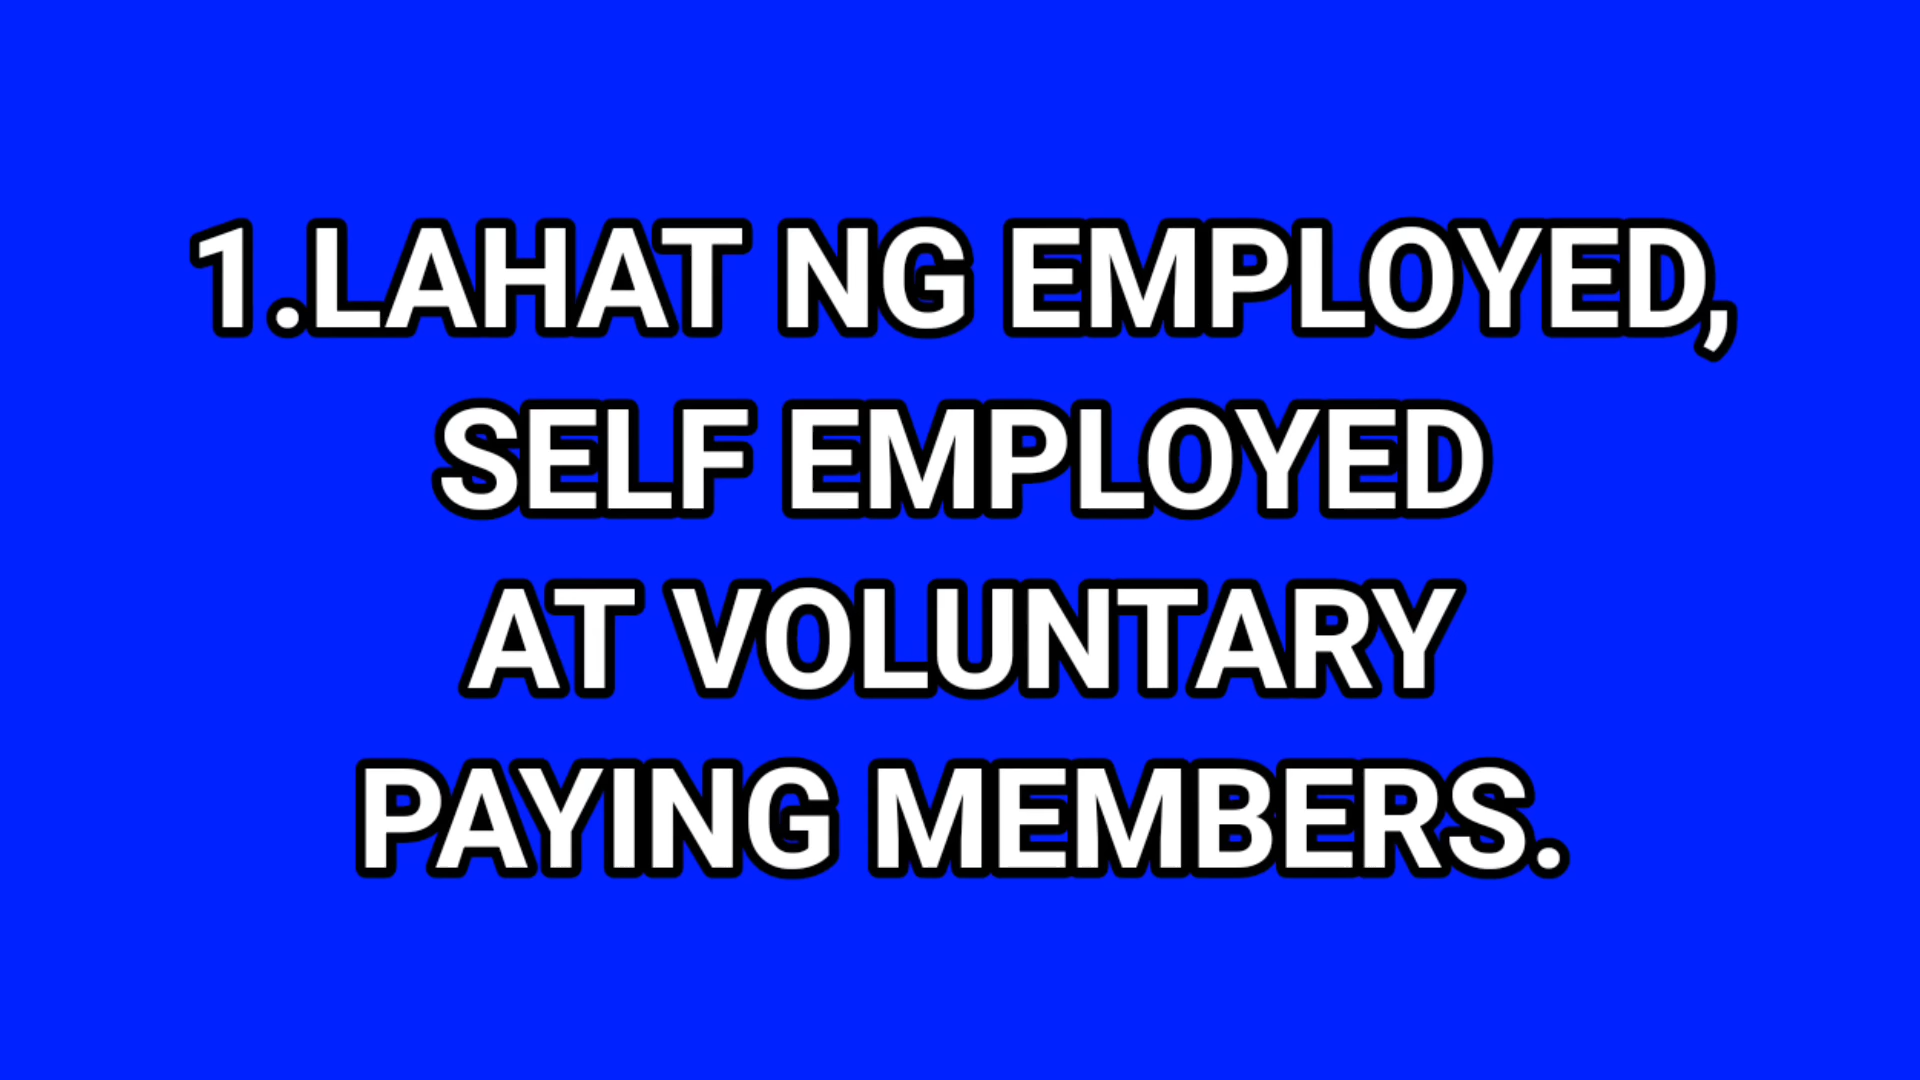 1.LAHAT NG EMPLOYED,
SELF EMPLOYED
AT VOLUNTARY
PAYING MEMBERS.